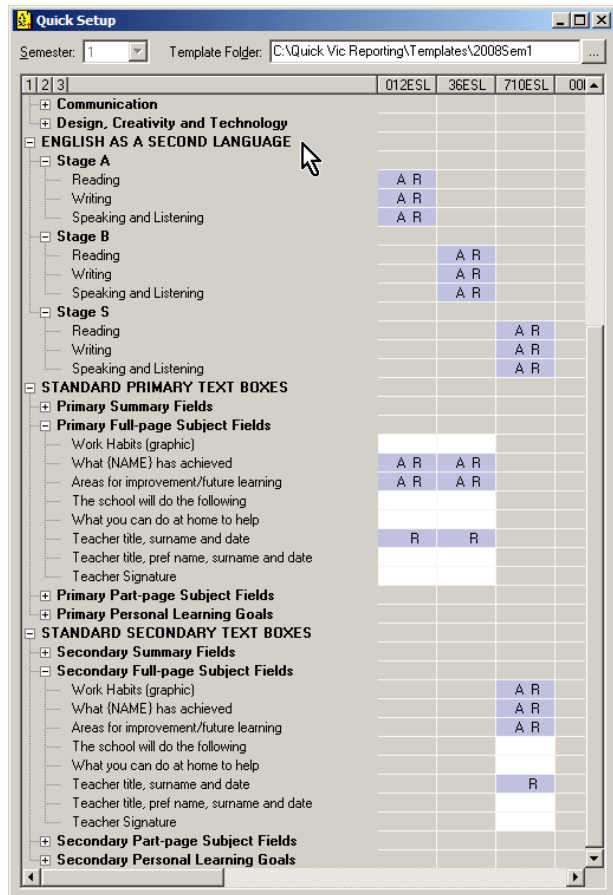 Quick Setup
Semester: 1 Template Folder: C:\Quick Vic Reporting\Templates\2008Sem1 ...
1 2 3 012ESL 36ESL 710ESL
Communication
Design, Creativity and Technology
ENGLISH AS A SECOND LANGUAGE
Stage A
Reading A R
Writing A R
Speaking and Listening A R
Stage B
Reading A R
Writing A R
Speaking and Listening A R
Stage S
Reading A R
Writing A R
Speaking and Listening A R
STANDARD PRIMARY TEXT BOXES
Primary Summary Fields
Primary Full-page Subject Fields
Work Habits (graphic)
What {NAME} has achieved A R A R
Areas for improvement/future learning A R A R
The school will do the following
What you can do at home to help
Teacher title, surname and date R R
Teacher title, pref name, surname and date
Teacher Signature
Primary Part-page Subject Fields
Primary Personal Learning Goals
STANDARD SECONDARY TEXT BOXES
Secondary Summary Fields
Secondary Full-page Subject Fields
Work Habits (graphic) A R
What {NAME} has achieved A R
Areas for improvement/future learning A R
The school will do the following
What you can do at home to help
Teacher title, surname and date R
Teacher title, pref name, surname and date
Teacher Signature
Secondary Part-page Subject Fields
Secondary Personal Learning Goals